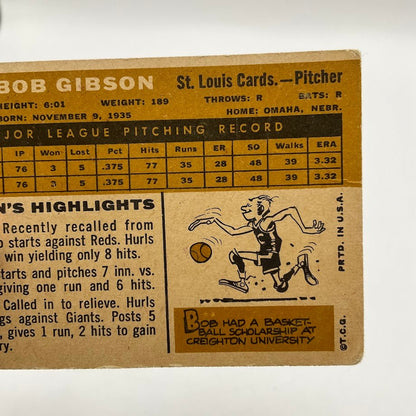 BOB GIBSON St. Louis Cards.—Pitcher
HEIGHT: 6:01 WEIGHT: 189 THROWS: R BATS: R
BORN: NOVEMBER 9, 1935 HOME: OMAHA, NEBR.
JOR LEAGUE PITCHING RECORD
IP Won Lost Pct. Hits Runs ER SO Walks ERA
76 3 5 .375 77 35 28 48 39 3.32
76 3 5 .375 77 35 28 48 39 3.32
N'S HIGHLIGHTS
Recently recalled from
o starts against Reds. Hurls
win yielding only 8 hits.
tarts and pitches 7 inn. vs.
giving one run and 6 hits.
Called in to relieve. Hurls
gs against Giants. Posts 5
, gives 1 run, 2 hits to gain
ry.
BOB HAD A BASKET-
BALL SCHOLARSHIP AT
CREIGHTON UNIVERSITY
PRTD. IN U.S.A.
©T.C.G.